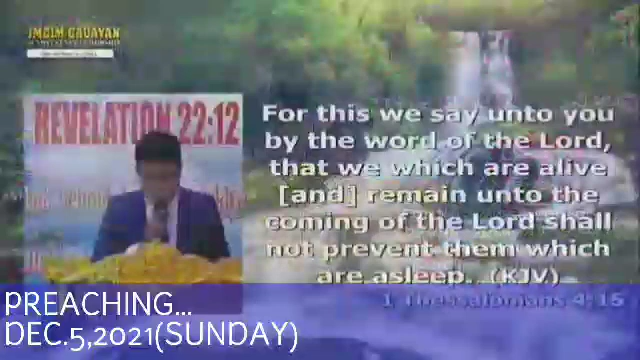 JMCIM CAUAYAN
REVELATION 22:12
For this we say unto you
by the word of the Lord,
that we which are alive
[and] remain unto the
coming of the Lord shall
not prevent them which
are asleep. (KJV)
1 Thessalonians 4:15
PREACHING...
DEC.5,2021(SUNDAY)